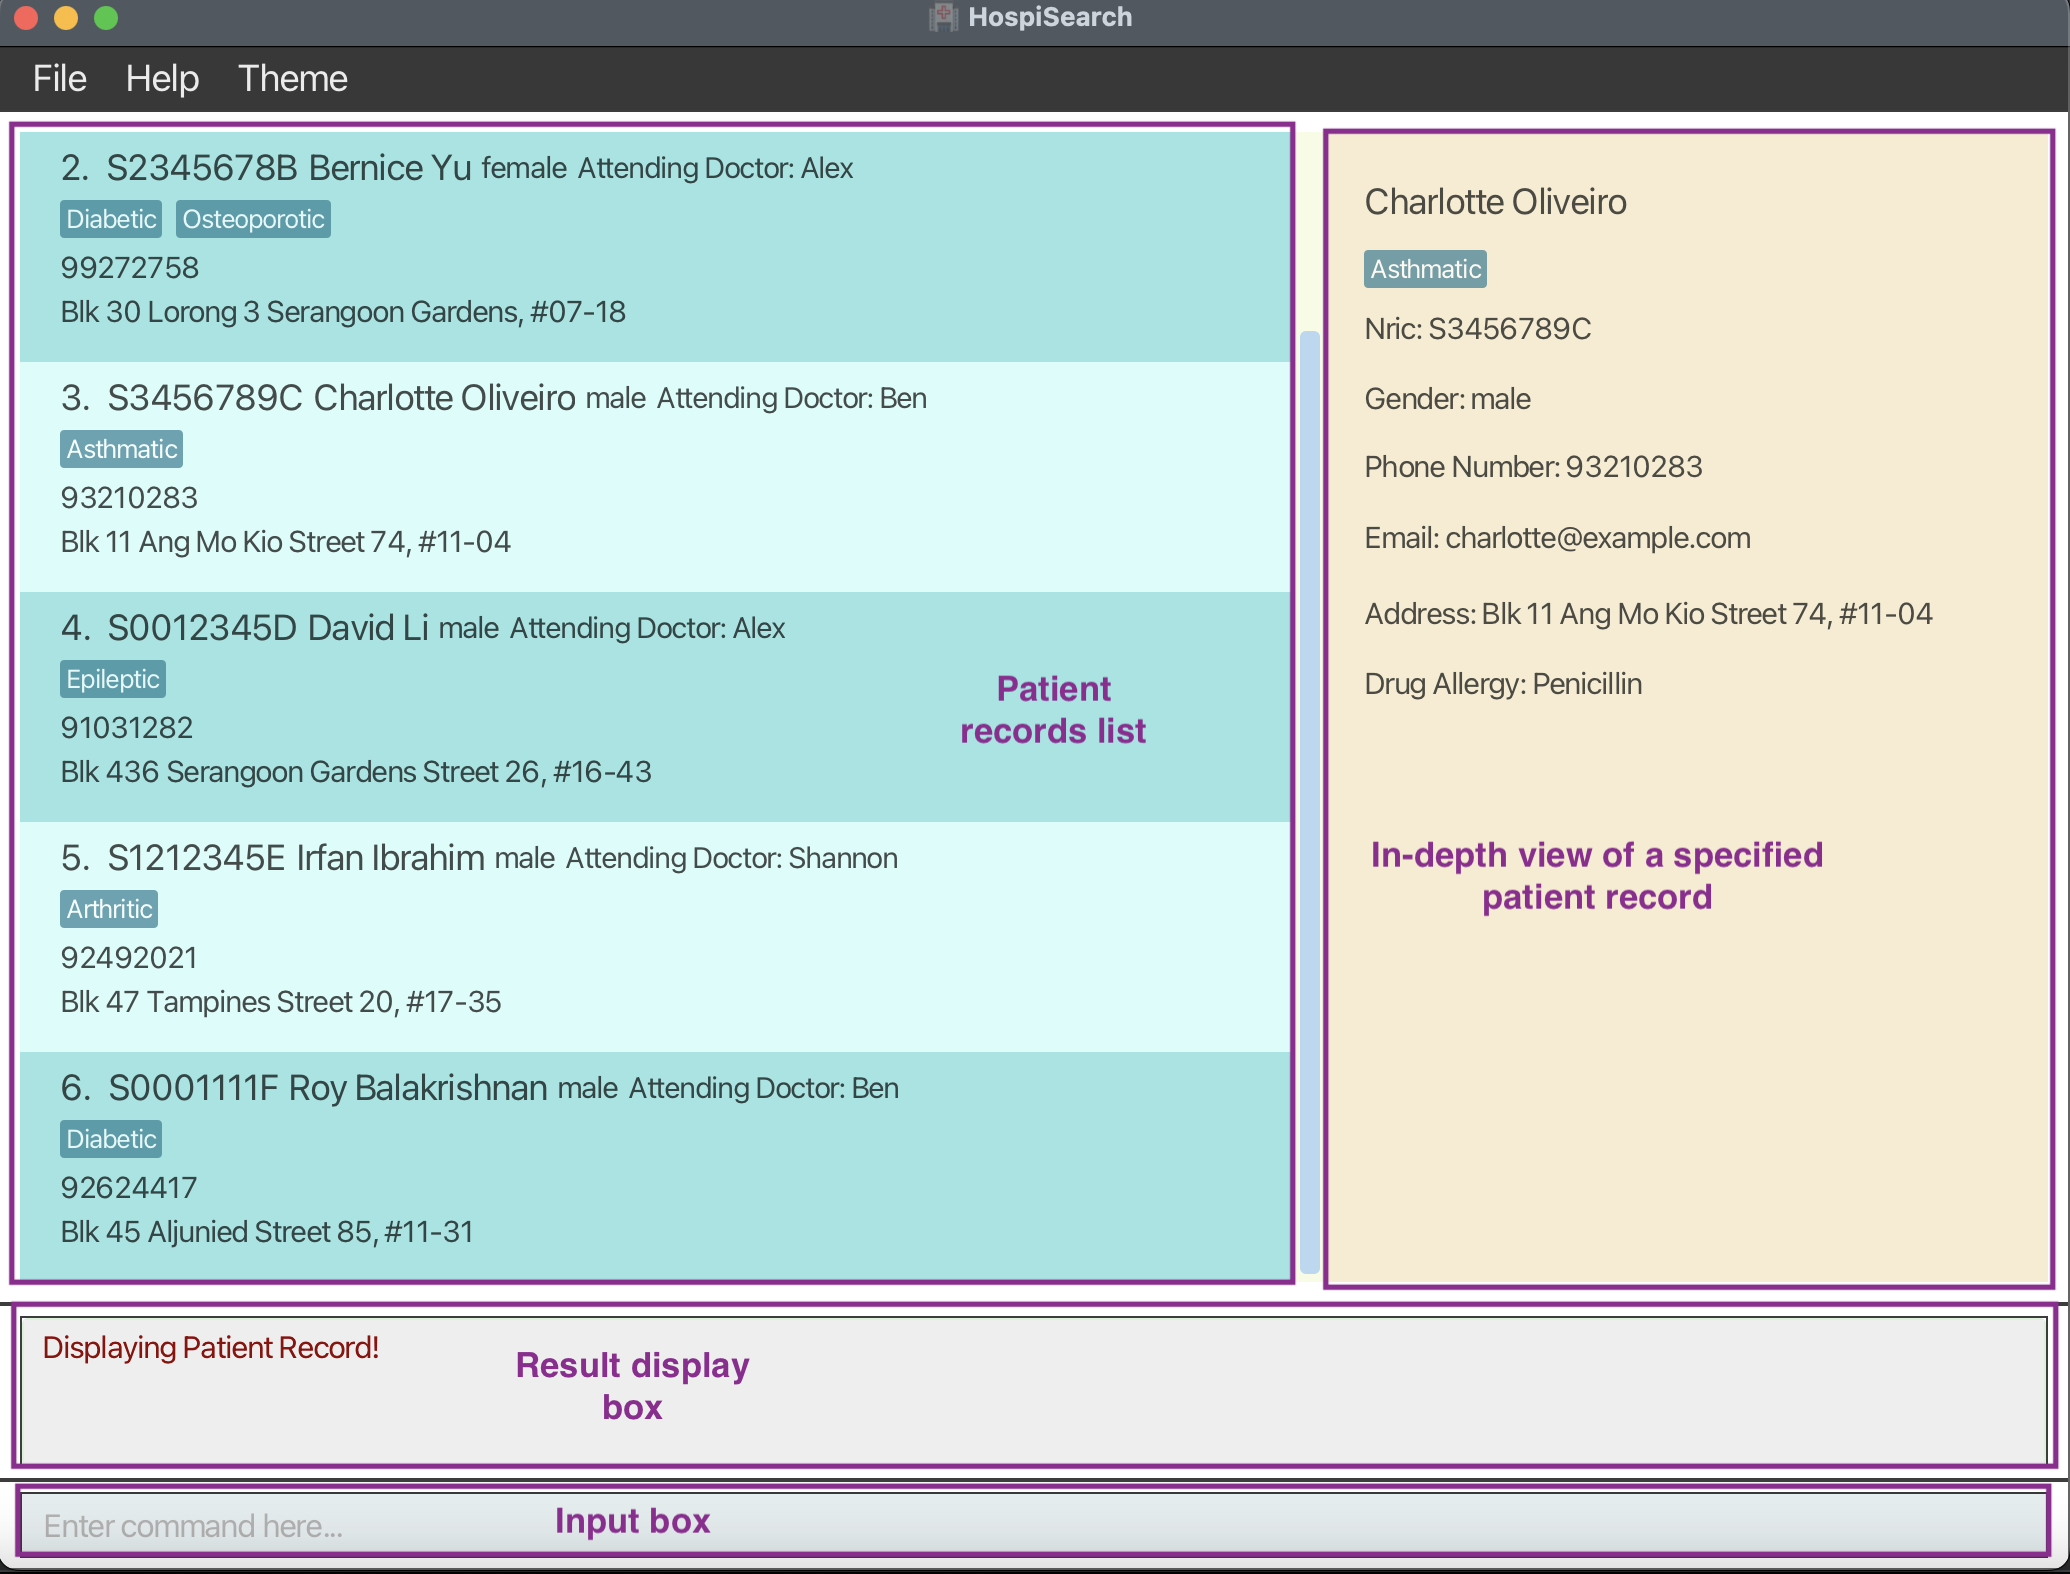 HospiSearch
File Help Theme
2. S2345678B Bernice Yu female Attending Doctor: Alex
Diabetic Osteoporotic
99272758
Blk 30 Lorong 3 Serangoon Gardens, #07-18
3. S3456789C Charlotte Oliveiro male Attending Doctor: Ben
Asthmatic
93210283
Blk 11 Ang Mo Kio Street 74, #11-04
4. S0012345D David Li male Attending Doctor: Alex
Epileptic
91031282
Blk 436 Serangoon Gardens Street 26, #16-43
Patient
records list
5. S1212345E Irfan Ibrahim male Attending Doctor: Shannon
Arthritic
92492021
Blk 47 Tampines Street 20, #17-35
6. S0001111F Roy Balakrishnan male Attending Doctor: Ben
Diabetic
92624417
Blk 45 Aljunied Street 85, #11-31
Charlotte Oliveiro
Asthmatic
Nric: S3456789C
Gender: male
Phone Number: 93210283
Email: charlotte@example.com
Address: Blk 11 Ang Mo Kio Street 74, #11-04
Drug Allergy: Penicillin
In-depth view of a specified
patient record
Displaying Patient Record!
Result display
box
Enter command here...
Input box